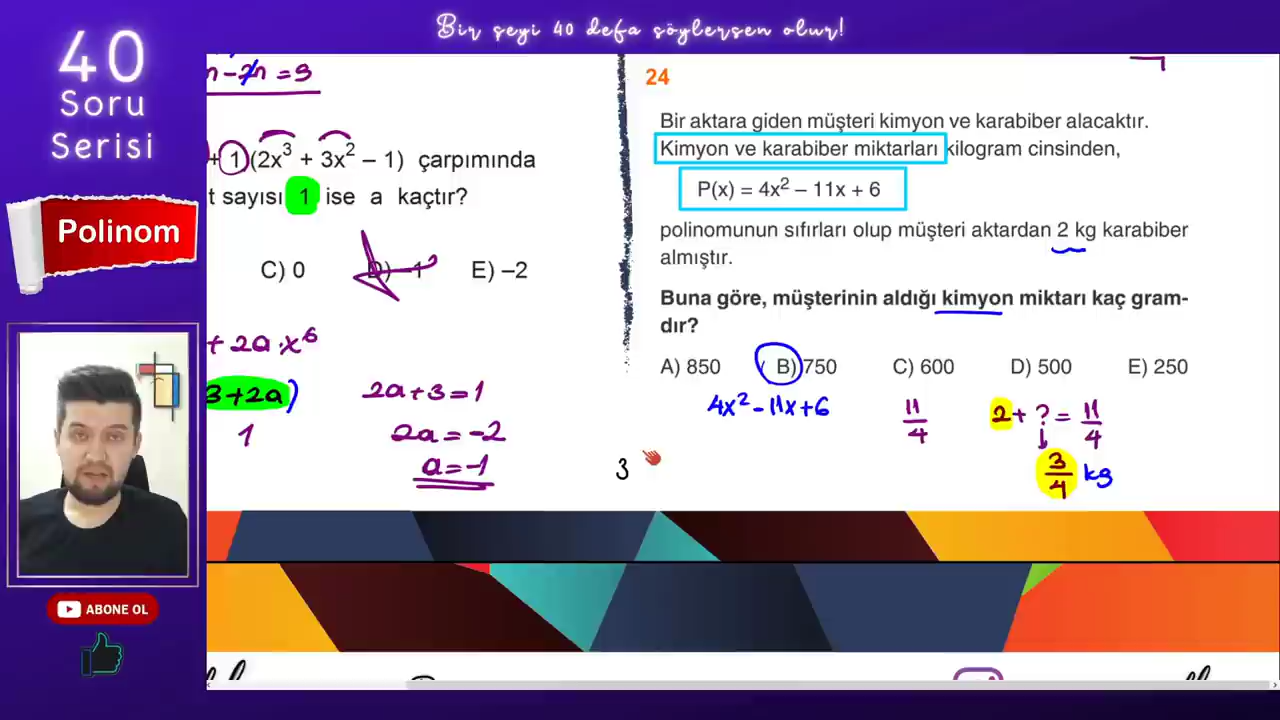 Bir şeyi 40 defa söylersen olur!
40
Soru
Serisi
Polinom
ABONE OL
n - 2n = 3
+ 1 (2x³ + 3x² – 1) çarpımında
t sayısı 1 ise a kaçtır?
C) 0 D) –1 E) –2
+ 2a·x⁶
3+2a)
1
2a+3=1
2a=-2
a=-1
3
24
Bir aktara giden müşteri kimyon ve karabiber alacaktır.
Kimyon ve karabiber miktarları kilogram cinsinden,
P(x) = 4x² – 11x + 6
polinomunun sıfırları olup müşteri aktardan 2 kg karabiber
almıştır.
Buna göre, müşterinin aldığı kimyon miktarı kaç gram-
dır?
A) 850 B) 750 C) 600 D) 500 E) 250
4x²-11x+6
11/4
2+ ? = 11/4
3/4 kg